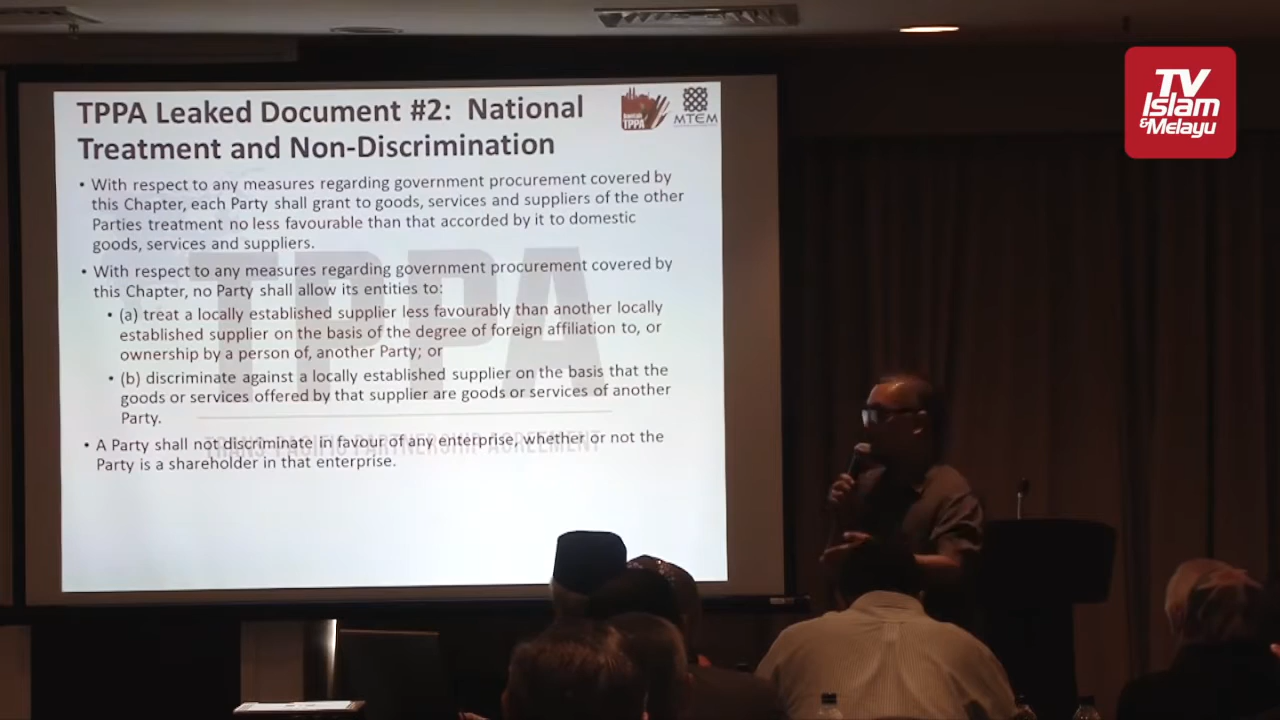 TPPA Leaked Document #2: National
Treatment and Non-Discrimination
TPPA
MTEM
TV
Islam
&Melayu
• With respect to any measures regarding government procurement covered by
this Chapter, each Party shall grant to goods, services and suppliers of the other
Parties treatment no less favourable than that accorded by it to domestic
goods, services and suppliers.
• With respect to any measures regarding government procurement covered by
this Chapter, no Party shall allow its entities to:
• (a) treat a locally established supplier less favourably than another locally
established supplier on the basis of the degree of foreign affiliation to, or
ownership by a person of, another Party; or
• (b) discriminate against a locally established supplier on the basis that the
goods or services offered by that supplier are goods or services of another
Party.
• A Party shall not discriminate in favour of any enterprise, whether or not the
Party is a shareholder in that enterprise.
TPPA
TRANS-PACIFIC PARTNERSHIP AGREEMENT